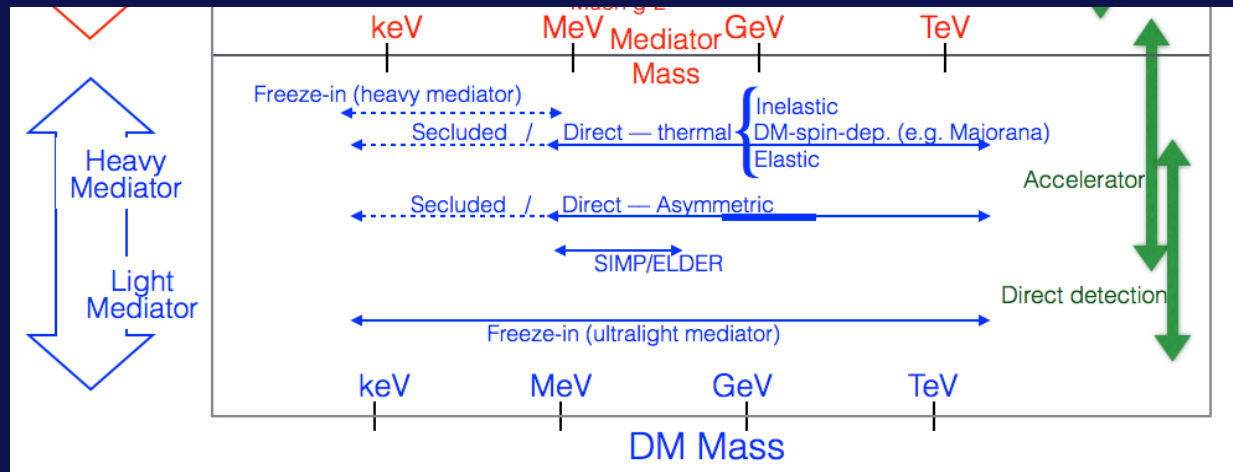 keV MeV GeV TeV
Mediator
Mass
Freeze-in (heavy mediator)
Inelastic
Secluded / Direct — thermal DM-spin-dep. (e.g. Majorana)
Elastic
Heavy
Mediator
Accelerator
Secluded / Direct — Asymmetric
SIMP/ELDER
Light
Mediator
Direct detection
Freeze-in (ultralight mediator)
keV MeV GeV TeV
DM Mass